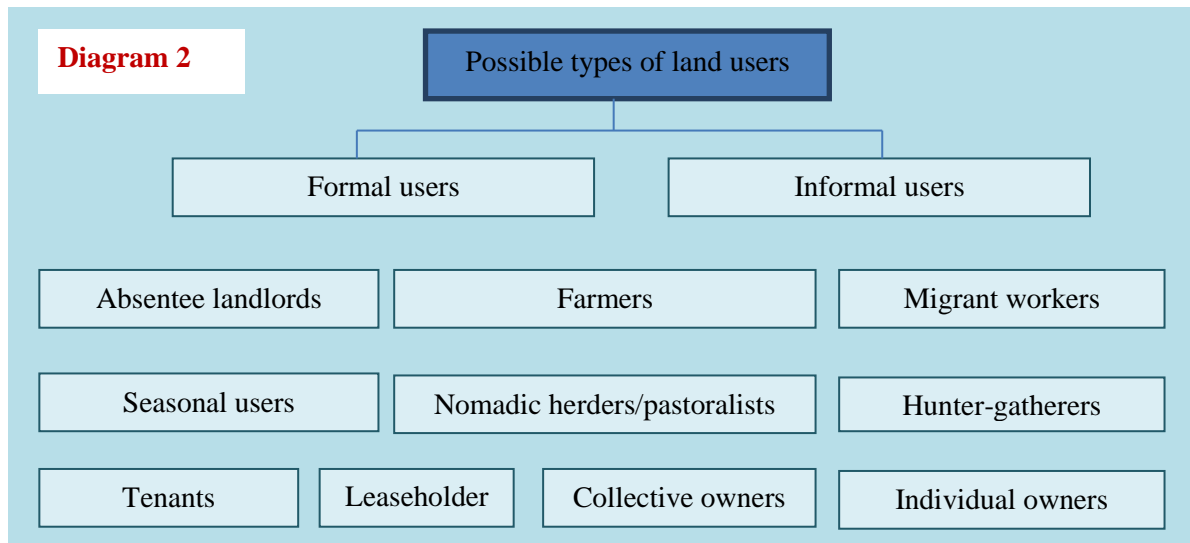 Diagram 2
Possible types of land users
Formal users
Informal users
Absentee landlords
Farmers
Migrant workers
Seasonal users
Nomadic herders/pastoralists
Hunter-gatherers
Tenants
Leaseholder
Collective owners
Individual owners